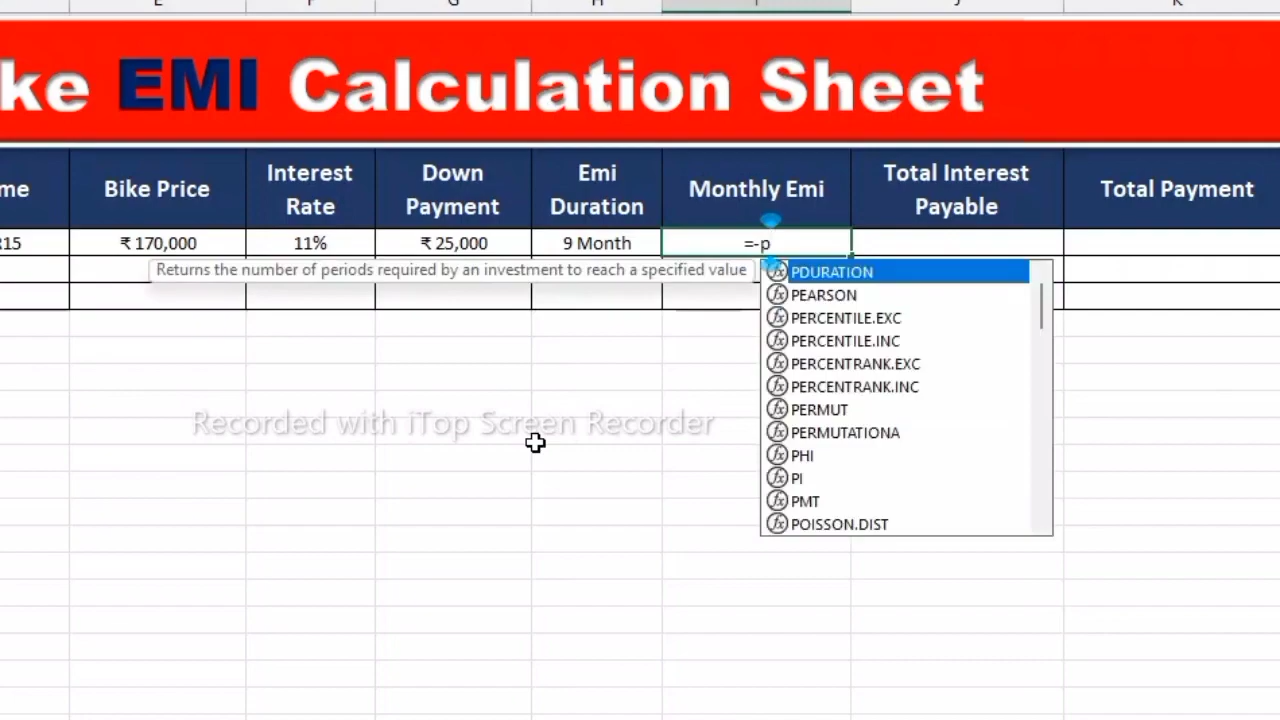 E F G H I J K
ke EMI Calculation Sheet
me Bike Price Interest Rate Down Payment Emi Duration Monthly Emi Total Interest Payable Total Payment
R15 ₹ 170,000 11% ₹ 25,000 9 Month =-p
Returns the number of periods required by an investment to reach a specified value
PDURATION
PEARSON
PERCENTILE.EXC
PERCENTILE.INC
PERCENTRANK.EXC
PERCENTRANK.INC
PERMUT
PERMUTATIONA
PHI
PI
PMT
POISSON.DIST
Recorded with iTop Screen Recorder